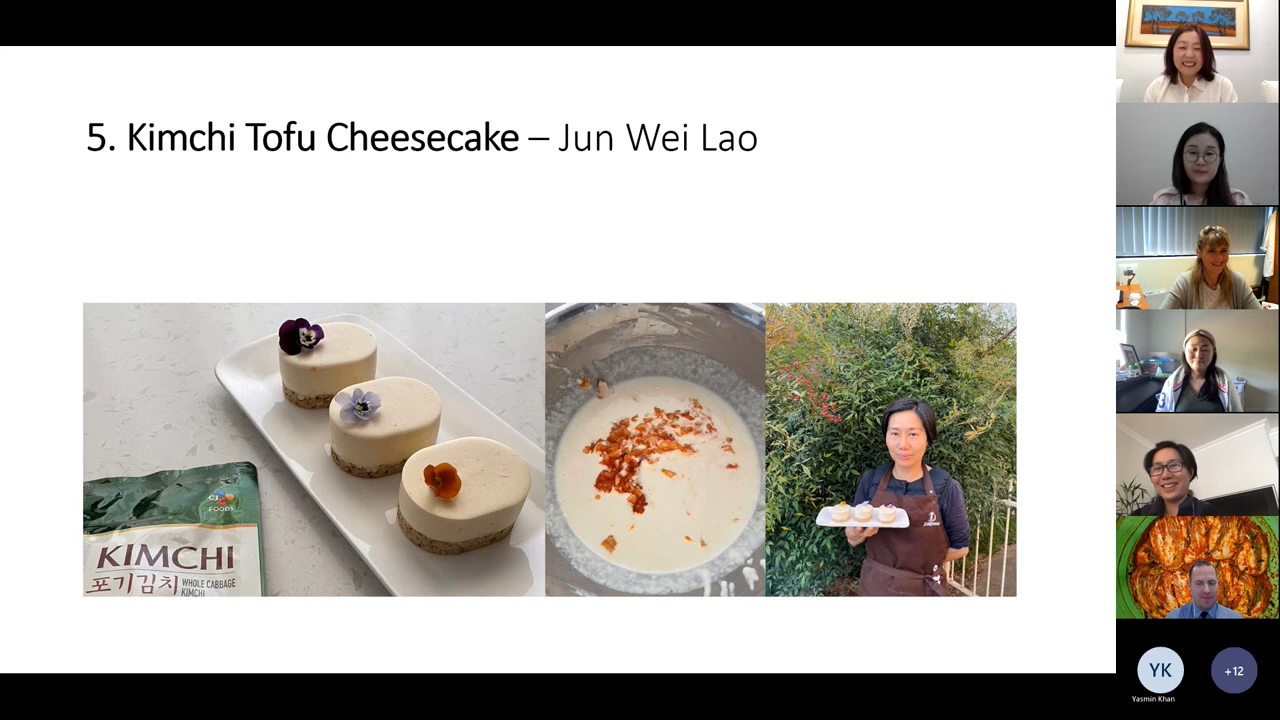 5. Kimchi Tofu Cheesecake – Jun Wei Lao
CJ
FOODS
KIMCHI
포기김치 WHOLE CABBAGE
KIMCHI
YK
+12
Yasmin Khan